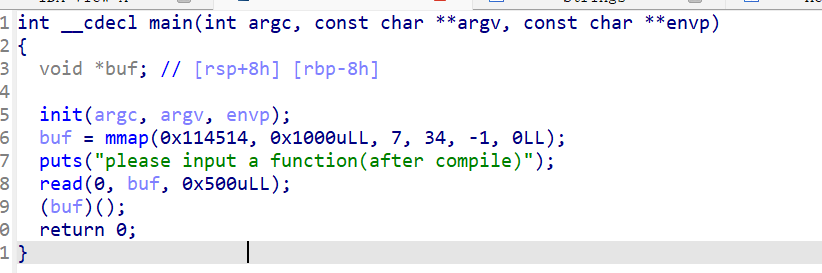 Strings
1 int __cdecl main(int argc, const char **argv, const char **envp)
2 {
3 void *buf; // [rsp+8h] [rbp-8h]
4
5 init(argc, argv, envp);
6 buf = mmap(0x114514, 0x1000uLL, 7, 34, -1, 0LL);
7 puts("please input a function(after compile)");
8 read(0, buf, 0x500uLL);
9 (buf)();
0 return 0;
1 }